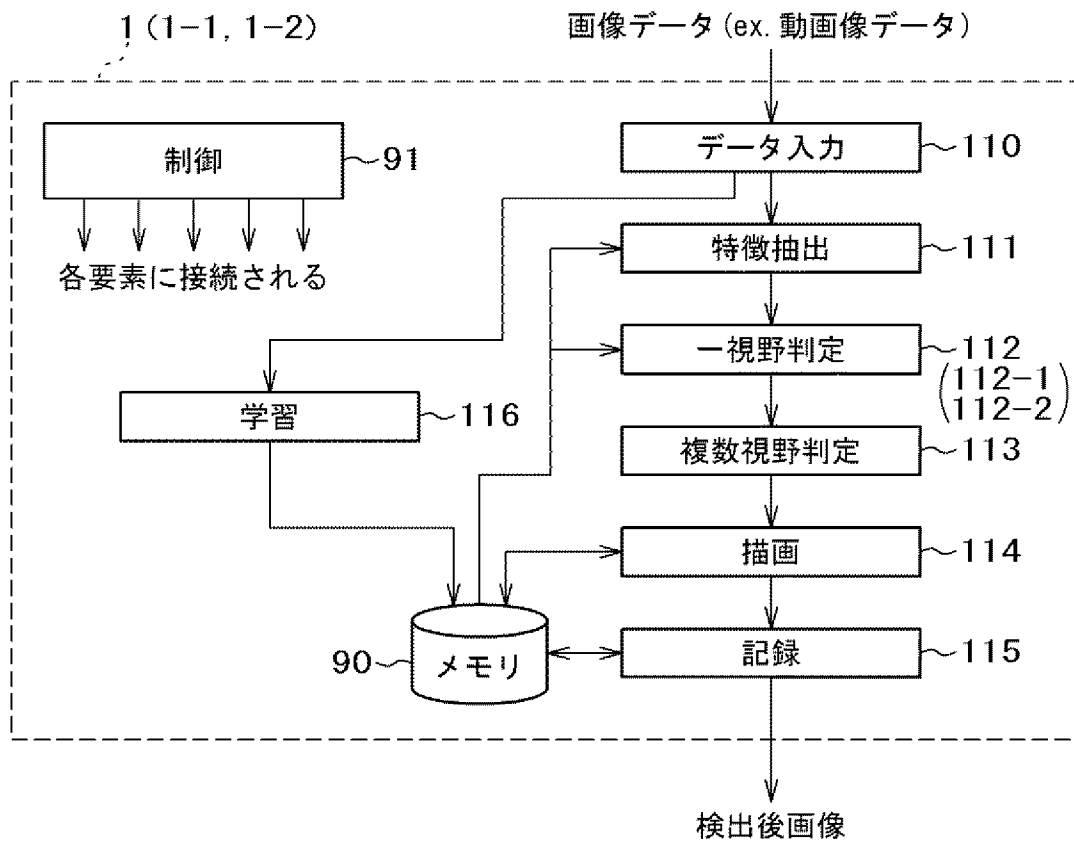 1 (1-1, 1-2)
画像データ (ex. 動画像データ)
制御
91
データ入力
110
各要素に接続される
特徴抽出
111
一視野判定
112
(112-1
112-2)
学習
116
複数視野判定
113
描画
114
90
メモリ
記録
115
検出後画像